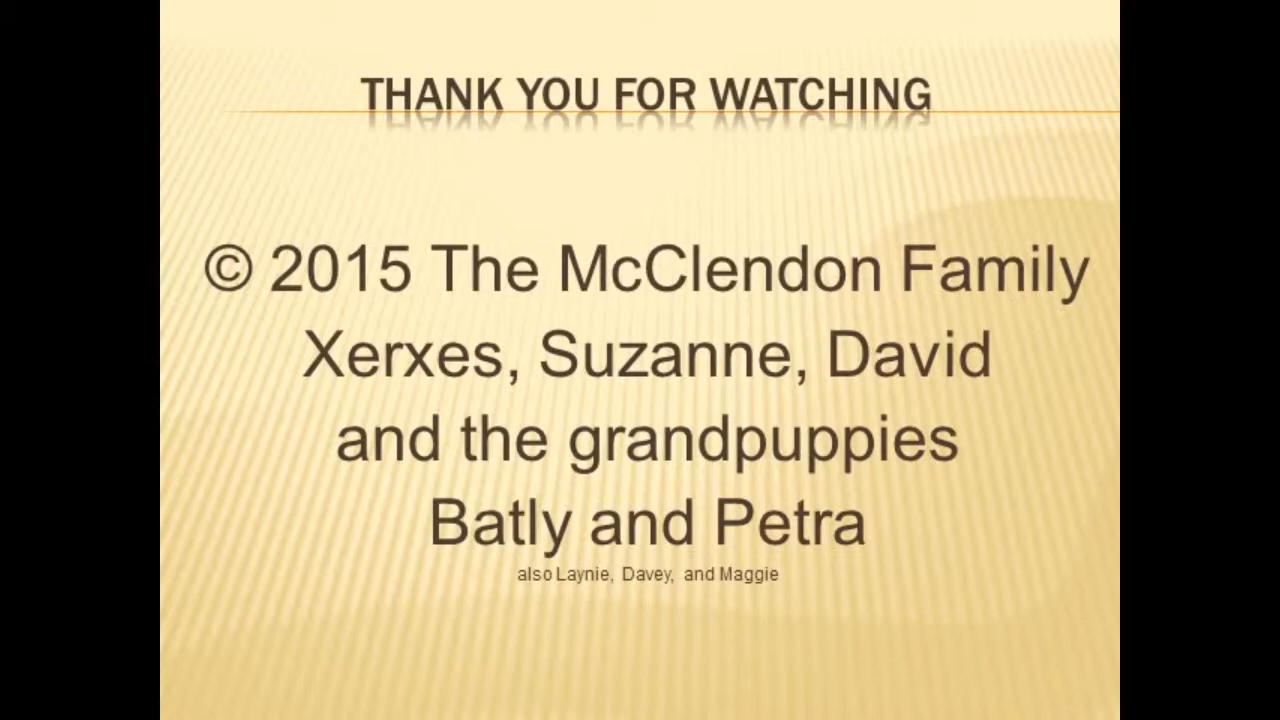 THANK YOU FOR WATCHING
© 2015 The McClendon Family
Xerxes, Suzanne, David
and the grandpuppies
Batly and Petra
also Laynie, Davey, and Maggie